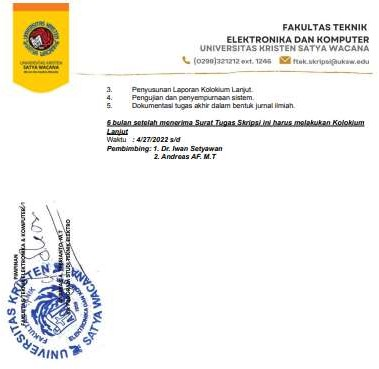 FAKULTAS TEKNIK
ELEKTRONIKA DAN KOMPUTER
UNIVERSITAS KRISTEN SATYA WACANA
(0298)321212 ext. 1246 ftek.skripsi@uksw.edu
UNIVERSITAS KRISTEN
SATYA WACANA
3. Penyusunan Laporan Kolokium Lanjut.
4. Pengujian dan penyempurnaan sistem.
5. Dokumentasi tugas akhir dalam bentuk jurnal ilmiah.
6 bulan setelah menerima Surat Tugas Skripsi ini harus melakukan Kolokium
Lanjut
Waktu : 4/27/2022 s/d
Pembimbing: 1. Dr. Iwan Setyawan
2. Andreas AF. M.T
PIMPINAN
FAKULTAS TEKNIK ELEKTRONIKA & KOMPUTER
UNIVERSITAS KRISTEN SATYA WACANA
FAKULTAS TEKNIK